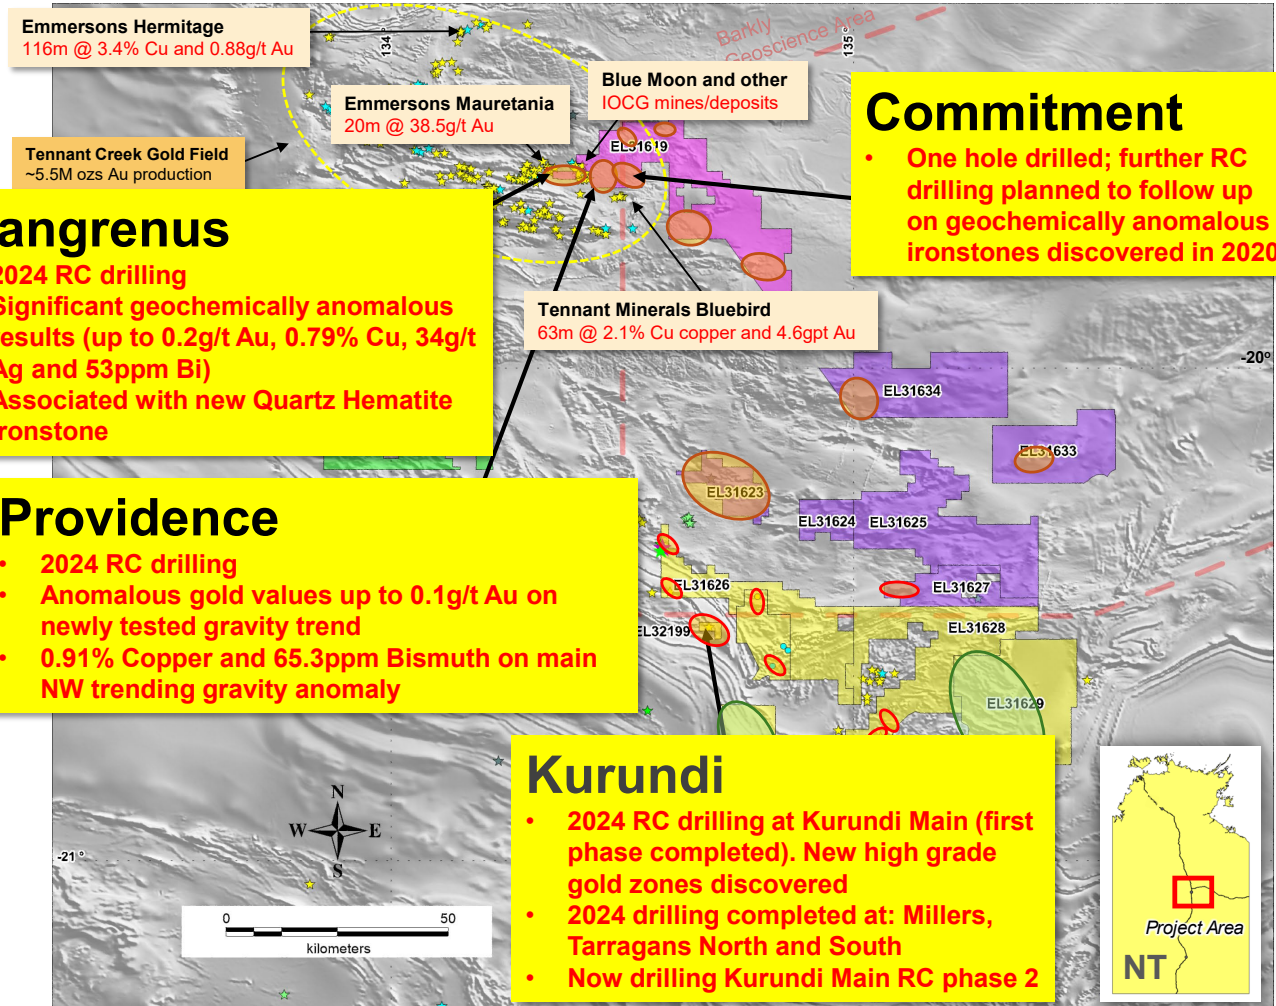 Emmersons Hermitage
116m @ 3.4% Cu and 0.88g/t Au
134 °
Barkly
Geoscience Area
135 °
Emmersons Mauretania
20m @ 38.5g/t Au
Blue Moon and other
IOCG mines/deposits
Tennant Creek Gold Field
~5.5M ozs Au production
EL31619
Commitment
• One hole drilled; further RC
drilling planned to follow up
on geochemically anomalous
ironstones discovered in 2020
angrenus
2024 RC drilling
Significant geochemically anomalous
results (up to 0.2g/t Au, 0.79% Cu, 34g/t
Ag and 53ppm Bi)
Associated with new Quartz Hematite
ronstone
Tennant Minerals Bluebird
63m @ 2.1% Cu copper and 4.6gpt Au
-20°
EL31634
EL31633
EL31623
EL31624
EL31625
EL31626
EL31627
EL31628
EL32199
EL31629
Providence
• 2024 RC drilling
• Anomalous gold values up to 0.1g/t Au on
newly tested gravity trend
• 0.91% Copper and 65.3ppm Bismuth on main
NW trending gravity anomaly
Kurundi
• 2024 RC drilling at Kurundi Main (first
phase completed). New high grade
gold zones discovered
• 2024 drilling completed at: Millers,
Tarragans North and South
• Now drilling Kurundi Main RC phase 2
N
W
E
S
-21 °
0
50
kilometers
Project Area
NT